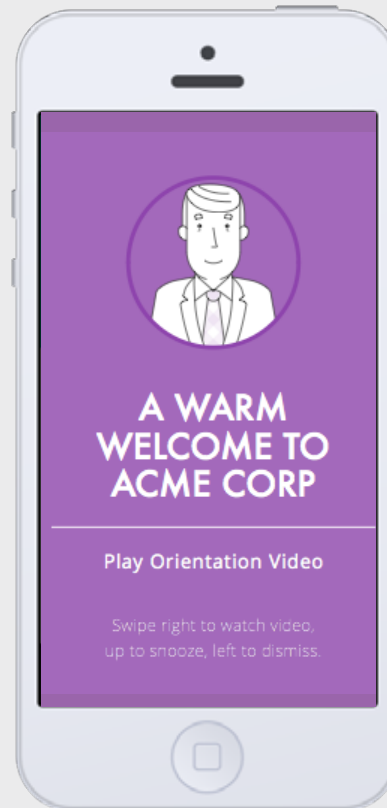 A WARM
WELCOME TO
ACME CORP
Play Orientation Video
Swipe right to watch video,
up to snooze, left to dismiss.